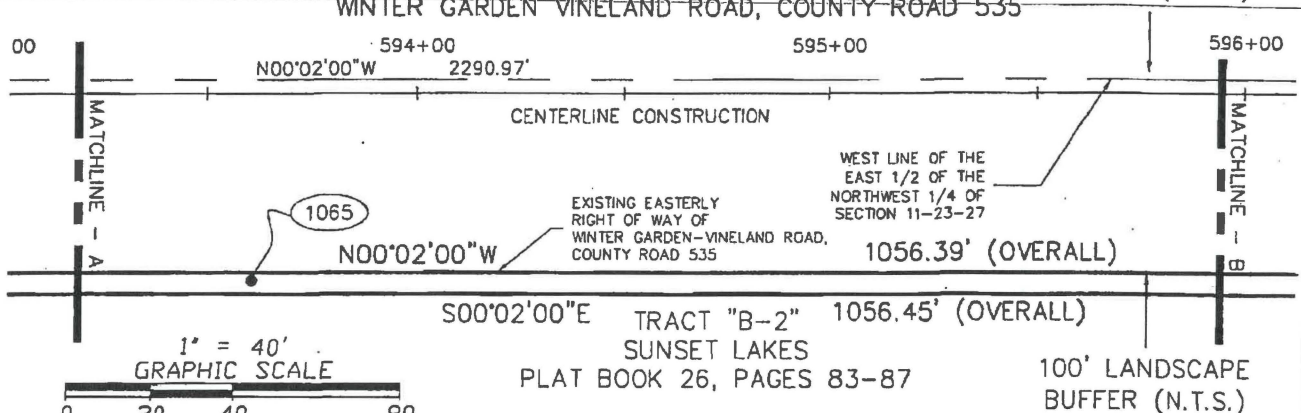 WINTER GARDEN VINELAND ROAD, COUNTY ROAD 535
00
594+00
595+00
596+00
N00°02'00"W 2290.97'
CENTERLINE CONSTRUCTION
MATCHLINE - A
MATCHLINE - B
WEST LINE OF THE
EAST 1/2 OF THE
NORTHWEST 1/4 OF
SECTION 11-23-27
1065
EXISTING EASTERLY
RIGHT OF WAY OF
WINTER GARDEN-VINELAND ROAD,
COUNTY ROAD 535
N00°02'00"W
1056.39' (OVERALL)
S00°02'00"E
1056.45' (OVERALL)
TRACT "B-2"
SUNSET LAKES
PLAT BOOK 26, PAGES 83-87
1" = 40'
GRAPHIC SCALE
0 20 40 80
100' LANDSCAPE
BUFFER (N.T.S.)